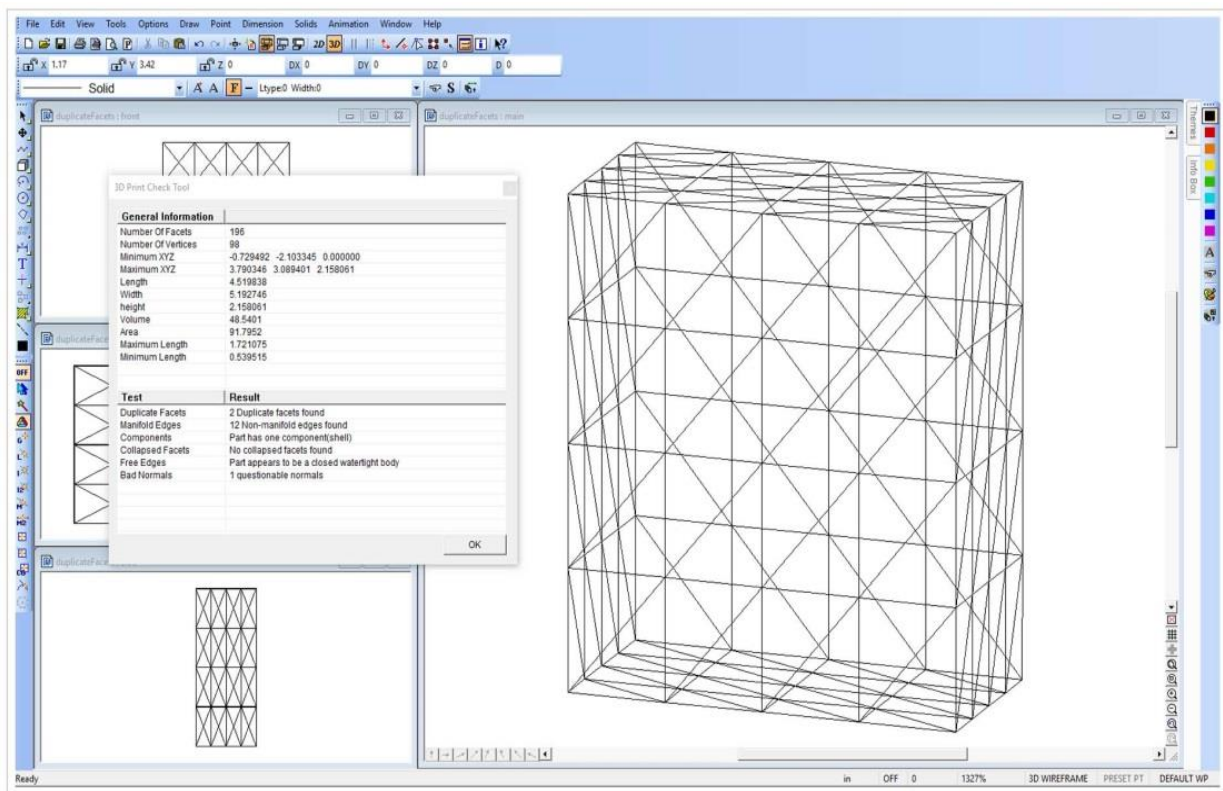 File Edit View Tools Options Draw Point Dimension Solids Animation Window Help
2D 3D
X 1.17 Y 3.42 Z 0 DX 0 DY 0 DZ 0 D 0
Solid A A F Ltype:0 Width:0 S
duplicateFacets : front
duplicateFacets : main
Themes
Info Box
3D Print Check Tool
General Information
Number Of Facets 196
Number Of Vertices 98
Minimum XYZ -0.729492 -2.103345 0.000000
Maximum XYZ 3.790346 3.089401 2.158061
Length 4.519838
Width 5.192746
height 2.158061
Volume 48.5401
Area 91.7952
Maximum Length 1.721075
Minimum Length 0.539515
Test Result
Duplicate Facets 2 Duplicate facets found
Manifold Edges 12 Non-manifold edges found
Components Part has one component(shell)
Collapsed Facets No collapsed facets found
Free Edges Part appears to be a closed watertight body
Bad Normals 1 questionable normals
OK
T
OFF
A
Ready in OFF 0 1327% 3D WIREFRAME PRESET PT DEFAULT WP